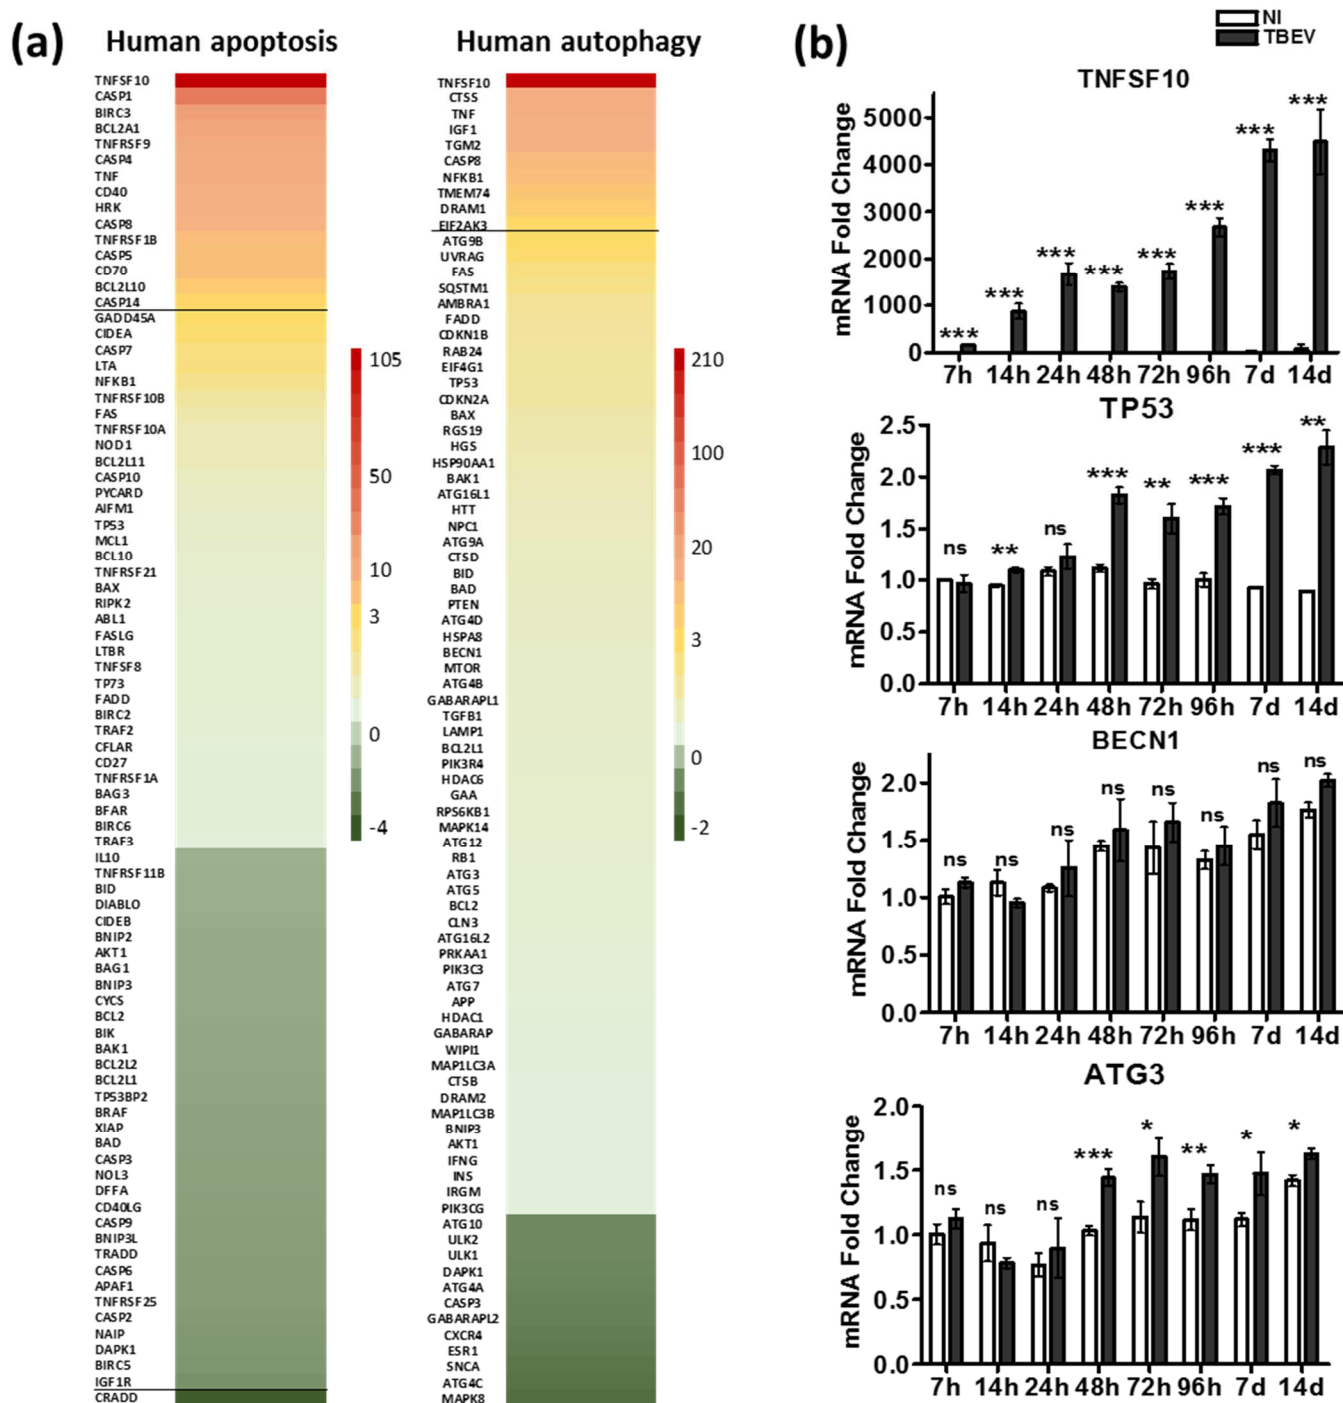 (a)
Human apoptosis
TNFSF10
CASP1
BIRC3
BCL2A1
TNFRSF9
CASP4
TNF
CD40
HRK
CASP8
TNFRSF1B
CASP5
CD70
BCL2L10
CASP14
GADD45A
CIDEA
CASP7
LTA
NFKB1
TNFRSF10B
FAS
TNFRSF10A
NOD1
BCL2L11
CASP10
PYCARD
AIFM1
TP53
MCL1
BCL10
TNFRSF21
BAX
RIPK2
ABL1
FASLG
LTBR
TNFSF8
TP73
FADD
BIRC2
TRAF2
CFLAR
CD27
TNFRSF1A
BAG3
BFAR
BIRC6
TRAF3
IL10
TNFRSF11B
BID
DIABLO
CIDEB
BNIP2
AKT1
BAG1
BNIP3
CYCS
BCL2
BIK
BAK1
BCL2L2
BCL2L1
TP53BP2
BRAF
XIAP
BAD
CASP3
NOL3
DFFA
CD40LG
CASP9
BNIP3L
TRADD
CASP6
APAF1
TNFRSF25
CASP2
NAIP
DAPK1
BIRC5
IGF1R
CRADD
105
50
10
3
0
-4
Human autophagy
TNFSF10
CTSS
TNF
IGF1
TGM2
CASP8
NFKB1
TMEM74
DRAM1
EIF2AK3
ATG9B
UVRAG
FAS
SQSTM1
AMBRA1
FADD
CDKN1B
RAB24
EIF4G1
TP53
CDKN2A
BAX
RGS19
HGS
HSP90AA1
BAK1
ATG16L1
HTT
NPC1
ATG9A
CTSD
BID
BAD
PTEN
ATG4D
HSPA8
BECN1
MTOR
ATG4B
GABARAPL1
TGFB1
LAMP1
BCL2L1
PIK3R4
HDAC6
GAA
RPS6KB1
MAPK14
ATG12
RB1
ATG3
ATG5
BCL2
CLN3
ATG16L2
PRKAA1
PIK3C3
ATG7
APP
HDAC1
GABARAP
WIPI1
MAP1LC3A
CTSB
DRAM2
MAP1LC3B
BNIP3
AKT1
IFNG
INS
IRGM
PIK3CG
ATG10
ULK2
ULK1
DAPK1
ATG4A
CASP3
GABARAPL2
CXCR4
ESR1
SNCA
ATG4C
MAPK8
210
100
20
3
0
-2
(b)
NI
TBEV
TNFSF10
mRNA Fold Change
5000
4000
3000
2000
1000
0
*** *** *** *** *** *** *** ***
7h 14h 24h 48h 72h 96h 7d 14d
TP53
mRNA Fold Change
2.5
2.0
1.5
1.0
0.5
0.0
ns ** ns *** ** *** *** **
7h 14h 24h 48h 72h 96h 7d 14d
BECN1
mRNA Fold Change
2.0
1.5
1.0
0.5
0.0
ns ns ns ns ns ns ns ns
7h 14h 24h 48h 72h 96h 7d 14d
ATG3
mRNA Fold Change
2.0
1.5
1.0
0.5
0.0
ns ns ns *** * ** * *
7h 14h 24h 48h 72h 96h 7d 14d